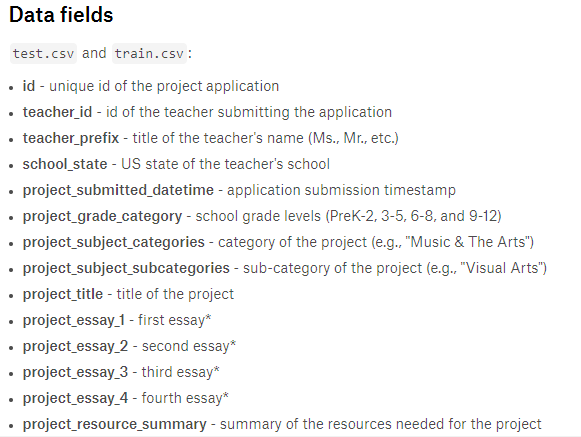 Data fields
test.csv and train.csv:
• id - unique id of the project application
• teacher_id - id of the teacher submitting the application
• teacher_prefix - title of the teacher's name (Ms., Mr., etc.)
• school_state - US state of the teacher's school
• project_submitted_datetime - application submission timestamp
• project_grade_category - school grade levels (PreK-2, 3-5, 6-8, and 9-12)
• project_subject_categories - category of the project (e.g., "Music & The Arts")
• project_subject_subcategories - sub-category of the project (e.g., "Visual Arts")
• project_title - title of the project
• project_essay_1 - first essay*
• project_essay_2 - second essay*
• project_essay_3 - third essay*
• project_essay_4 - fourth essay*
• project_resource_summary - summary of the resources needed for the project